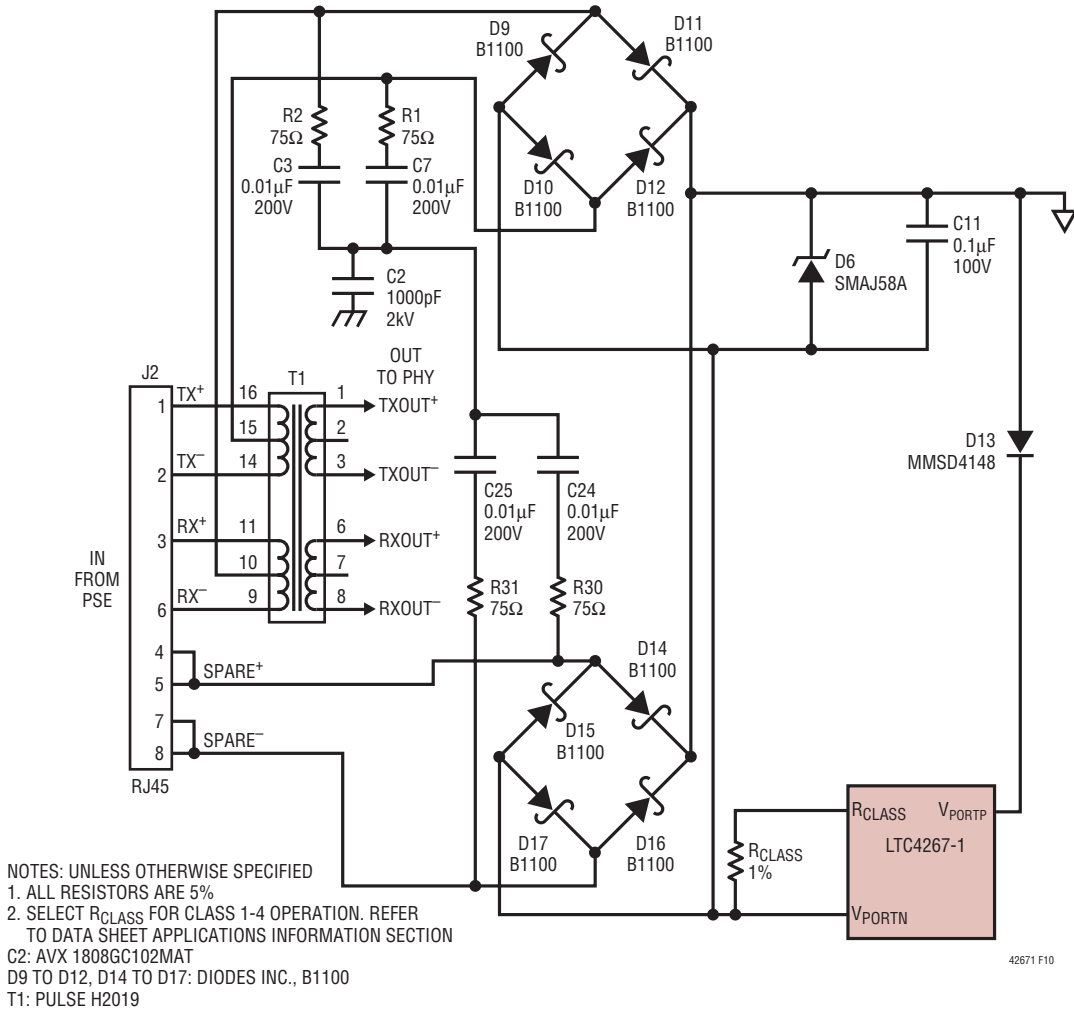 D9
B1100
D11
B1100
R2
75Ω
R1
75Ω
C3
0.01µF
200V
C7
0.01µF
200V
D10
B1100
D12
B1100
C11
0.1µF
100V
D6
SMAJ58A
C2
1000pF
2kV
OUT
TO PHY
J2
T1
1 TX+ 16 1 TXOUT+
15 2
2 TX− 14 3 TXOUT−
3 RX+ 11 6 RXOUT+
10 7
6 RX− 9 8 RXOUT−
IN
FROM
PSE
4
5 SPARE+
7
8 SPARE−
RJ45
D13
MMSD4148
C25
0.01µF
200V
C24
0.01µF
200V
R31
75Ω
R30
75Ω
D14
B1100
D15
B1100
D17
B1100
D16
B1100
RCLASS
1%
RCLASS VPORTP
LTC4267-1
VPORTN
NOTES: UNLESS OTHERWISE SPECIFIED
1. ALL RESISTORS ARE 5%
2. SELECT RCLASS FOR CLASS 1-4 OPERATION. REFER
TO DATA SHEET APPLICATIONS INFORMATION SECTION
C2: AVX 1808GC102MAT
D9 TO D12, D14 TO D17: DIODES INC., B1100
T1: PULSE H2019
42671 F10